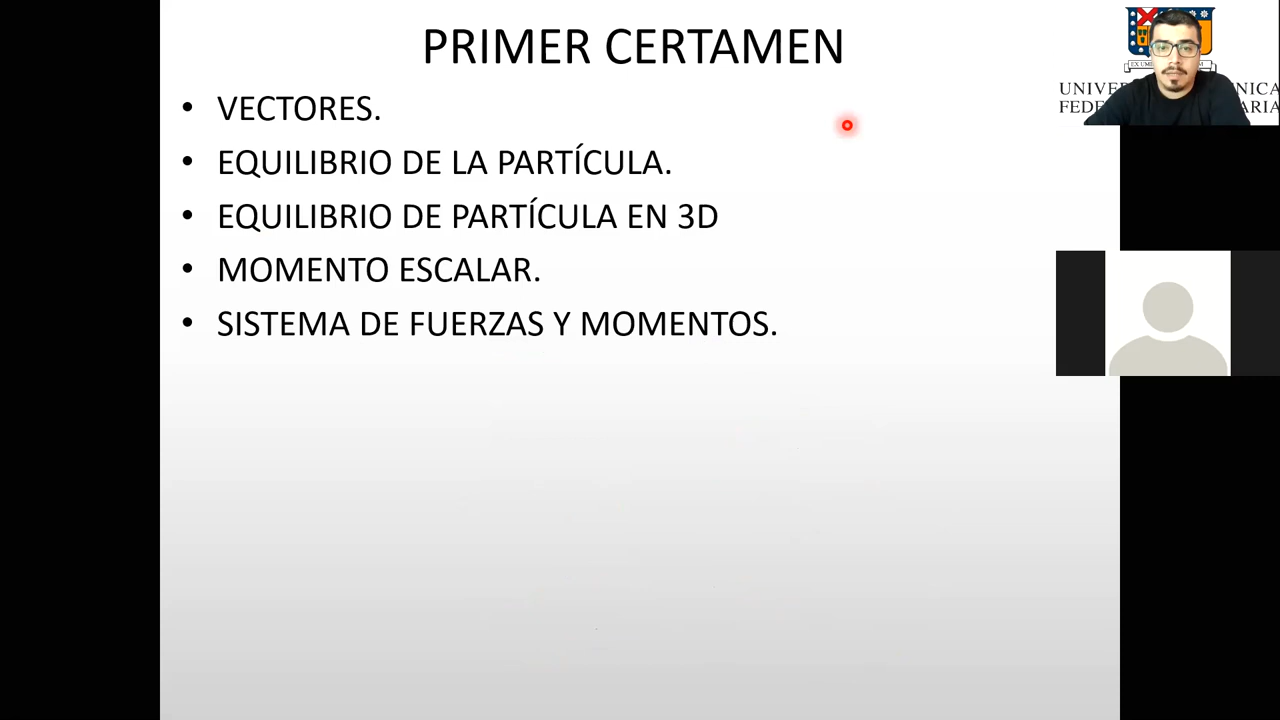 PRIMER CERTAMEN
• VECTORES.
• EQUILIBRIO DE LA PARTÍCULA.
• EQUILIBRIO DE PARTÍCULA EN 3D
• MOMENTO ESCALAR.
• SISTEMA DE FUERZAS Y MOMENTOS.